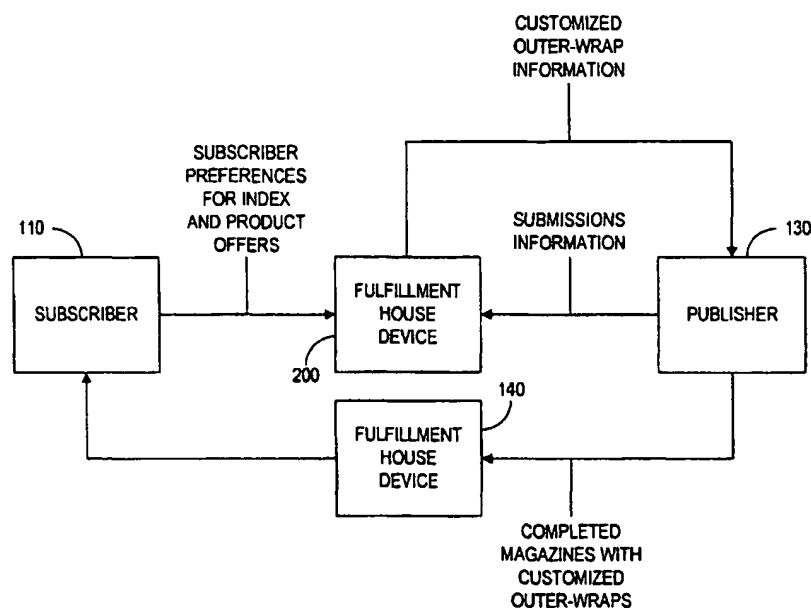 CUSTOMIZED
OUTER-WRAP
INFORMATION
SUBSCRIBER
PREFERENCES
FOR INDEX
AND PRODUCT
OFFERS
SUBMISSIONS
INFORMATION
110
130
SUBSCRIBER
FULFILLMENT
HOUSE
DEVICE
PUBLISHER
200
140
FULFILLMENT
HOUSE
DEVICE
COMPLETED
MAGAZINES WITH
CUSTOMIZED
OUTER-WRAPS